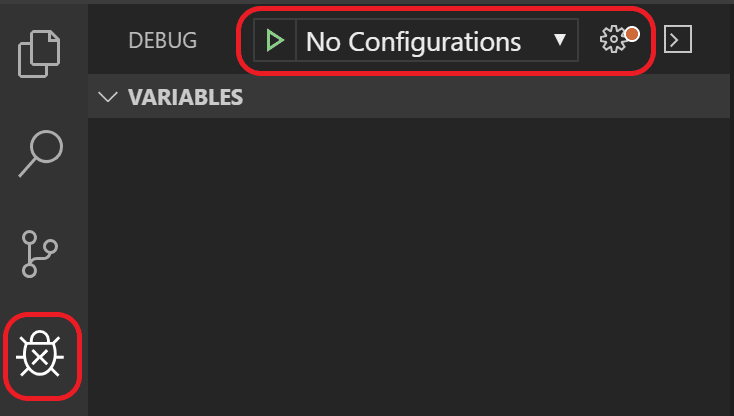 DEBUG No Configurations
VARIABLES